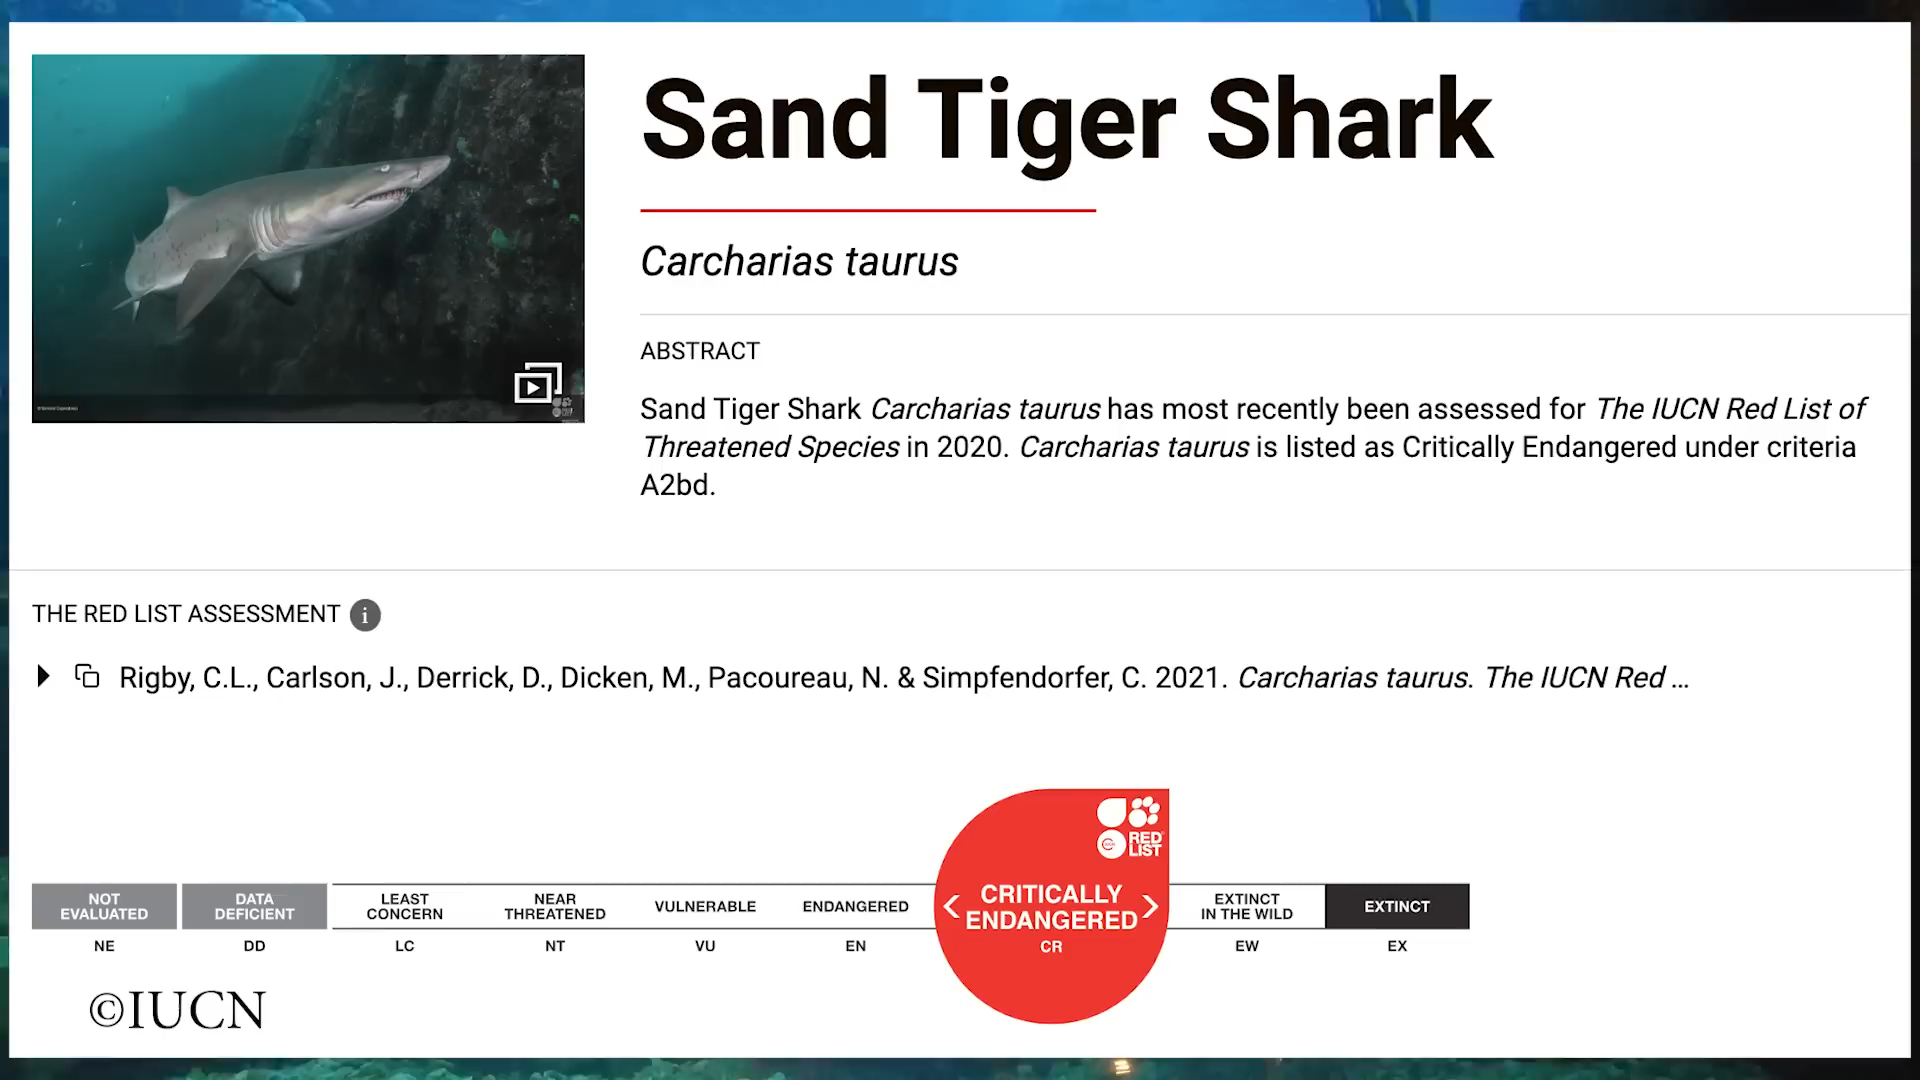 Sand Tiger Shark
Carcharias taurus
ABSTRACT
Sand Tiger Shark Carcharias taurus has most recently been assessed for The IUCN Red List of
Threatened Species in 2020. Carcharias taurus is listed as Critically Endangered under criteria
A2bd.
THE RED LIST ASSESSMENT i
Rigby, C.L., Carlson, J., Derrick, D., Dicken, M., Pacoureau, N. & Simpfendorfer, C. 2021. Carcharias taurus. The IUCN Red ...
RED
LIST
NOT
EVALUATED
NE
DATA
DEFICIENT
DD
LEAST
CONCERN
LC
NEAR
THREATENED
NT
VULNERABLE
VU
ENDANGERED
EN
< CRITICALLY
ENDANGERED >
CR
EXTINCT
IN THE WILD
EW
EXTINCT
EX
©IUCN